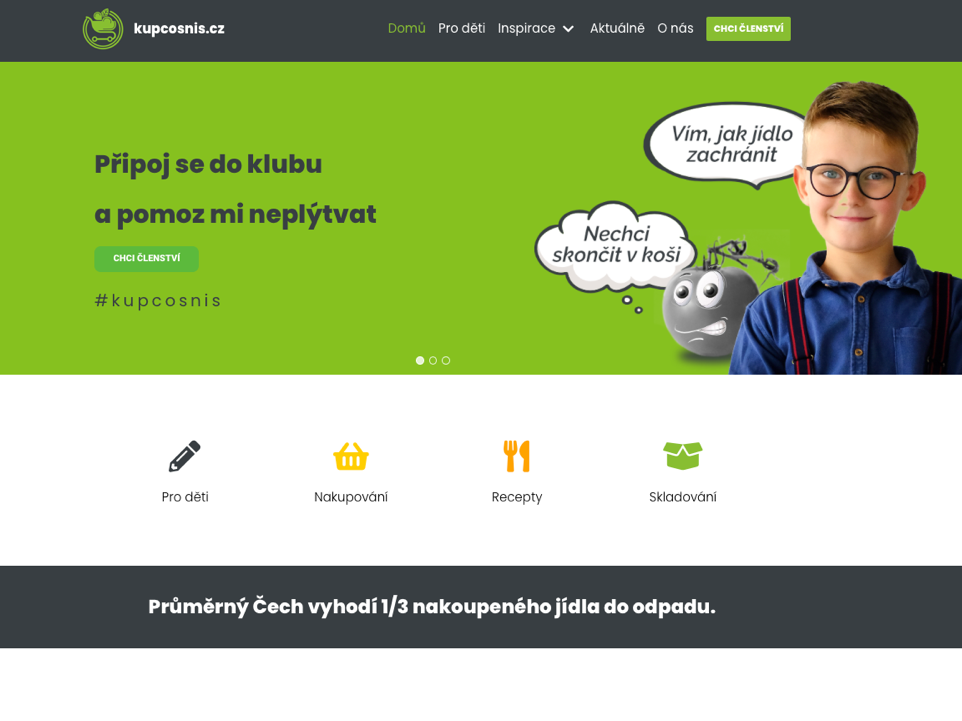 kupcosnis.cz
Domů
Pro děti
Inspirace
Aktuálně
O nás
CHCI ČLENSTVÍ
Připoj se do klubu
a pomoz mi neplýtvat
CHCI ČLENSTVÍ
#kupcosnis
Vím, jak jídlo
zachránit
Nechci
skončit v koši
Pro děti
Nakupování
Recepty
Skladování
Průměrný Čech vyhodí 1/3 nakoupeného jídla do odpadu.